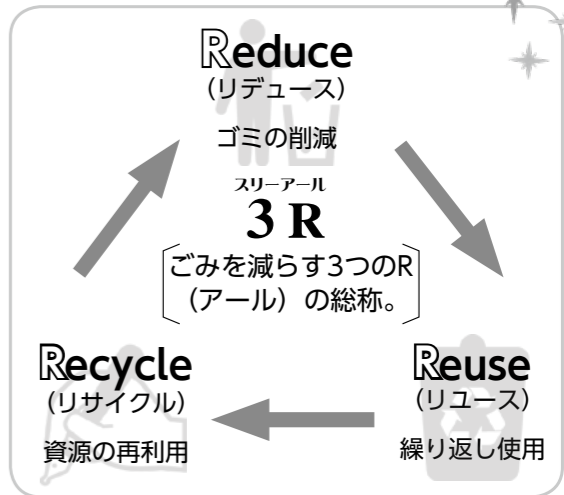 Reduce
（リデュース）
ゴミの削減
スリーアール
3 R
ごみを減らす3つのR
（アール）の総称。
Recycle
（リサイクル）
資源の再利用
Reuse
（リユース）
繰り返し使用